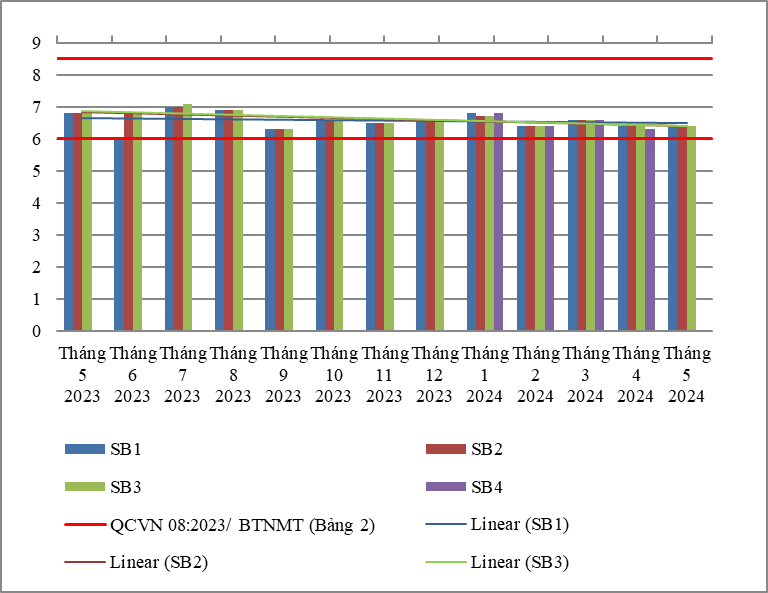 9
8
7
6
5
4
3
2
1
0
Tháng 5 2023
Tháng 6 2023
Tháng 7 2023
Tháng 8 2023
Tháng 9 2023
Tháng 10 2023
Tháng 11 2023
Tháng 12 2023
Tháng 1 2024
Tháng 2 2024
Tháng 3 2024
Tháng 4 2024
Tháng 5 2024
SB1
SB2
SB3
SB4
QCVN 08:2023/ BTNMT (Bảng 2)
Linear (SB1)
Linear (SB2)
Linear (SB3)